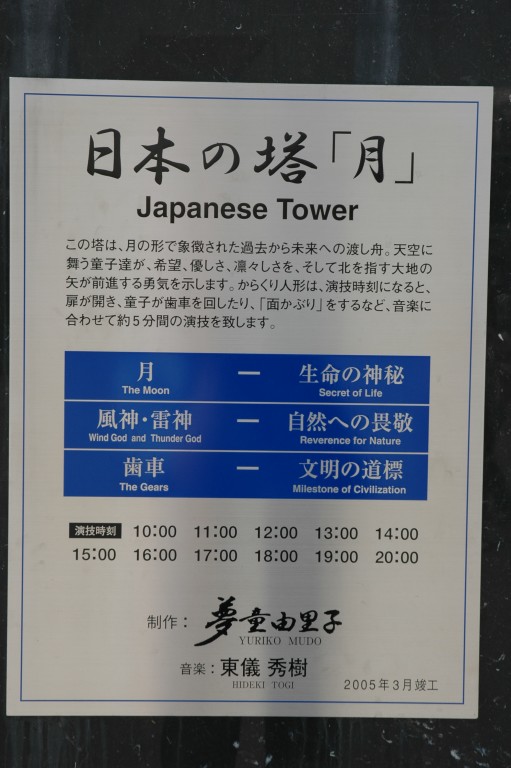 日本の塔「月」
Japanese Tower
この塔は、月の形で象徴された過去から未来への渡し舟。天空に
舞う童子達が、希望、優しさ、凛々しさを、そして北を指す大地の
矢が前進する勇気を示します。からくり人形は、演技時刻になると、
扉が開き、童子が歯車を回したり、「面かぶり」をするなど、音楽に
合わせて約5分間の演技を致します。
月 ー 生命の神秘
The Moon Secret of Life
風神・雷神 ー 自然への畏敬
Wind God and Thunder God Reverence for Nature
歯車 ー 文明の道標
The Gears Milestone of Civilization
演技時刻 10:00 11:00 12:00 13:00 14:00
15:00 16:00 17:00 18:00 19:00 20:00
制作: 夢童由里子
YURIKO MUDO
音楽: 東儀 秀樹
HIDEKI TOGI
2005年3月竣工